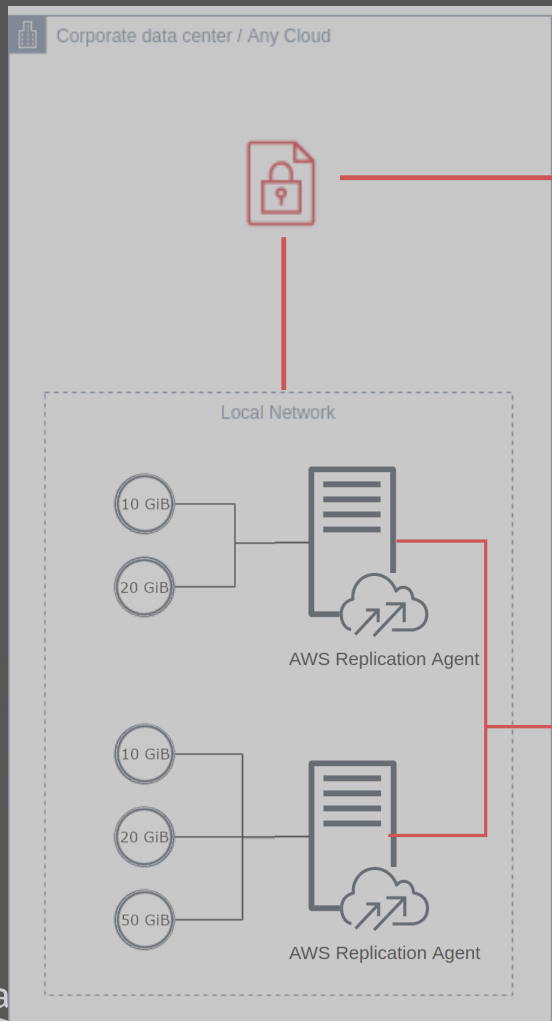 Corporate data center / Any Cloud
Local Network
10 GiB
20 GiB
AWS Replication Agent
10 GiB
20 GiB
50 GiB
AWS Replication Agent